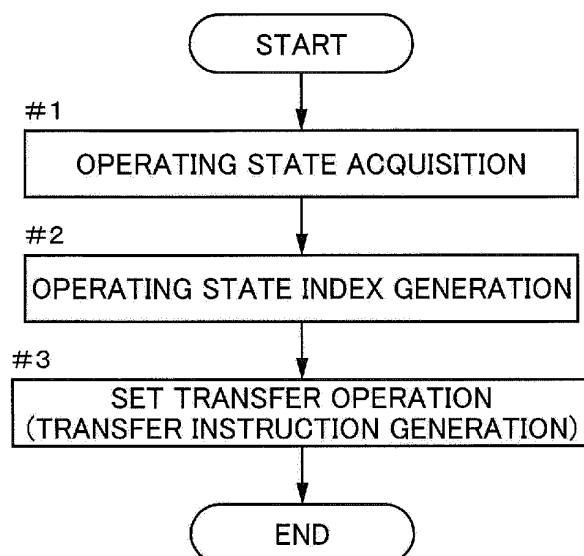 START
#1
OPERATING STATE ACQUISITION
#2
OPERATING STATE INDEX GENERATION
#3
SET TRANSFER OPERATION
(TRANSFER INSTRUCTION GENERATION)
END